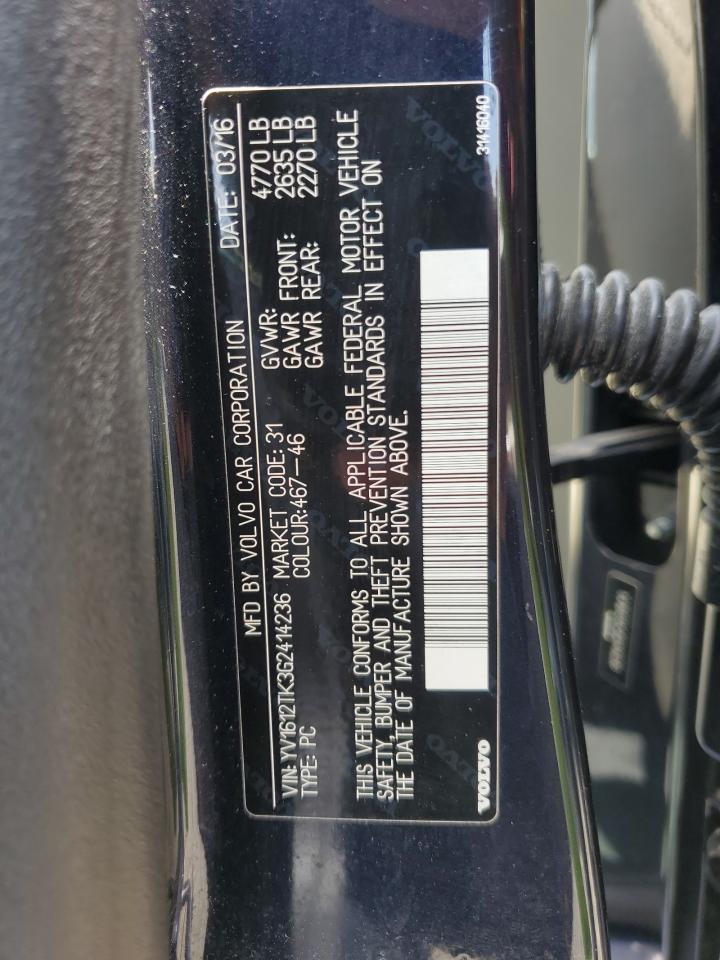 MFD BY VOLVO CAR CORPORATION DATE: 03/16
VIN: YV1612TK3G2414236 MARKET CODE: 31 GVWR: 4770 LB
TYPE: PC COLOUR:467-46 GAWR FRONT: 2635 LB
GAWR REAR: 2270 LB
THIS VEHICLE CONFORMS TO ALL APPLICABLE FEDERAL MOTOR VEHICLE
SAFETY, BUMPER AND THEFT PREVENTION STANDARDS IN EFFECT ON
THE DATE OF MANUFACTURE SHOWN ABOVE.
VOLVO 31416040